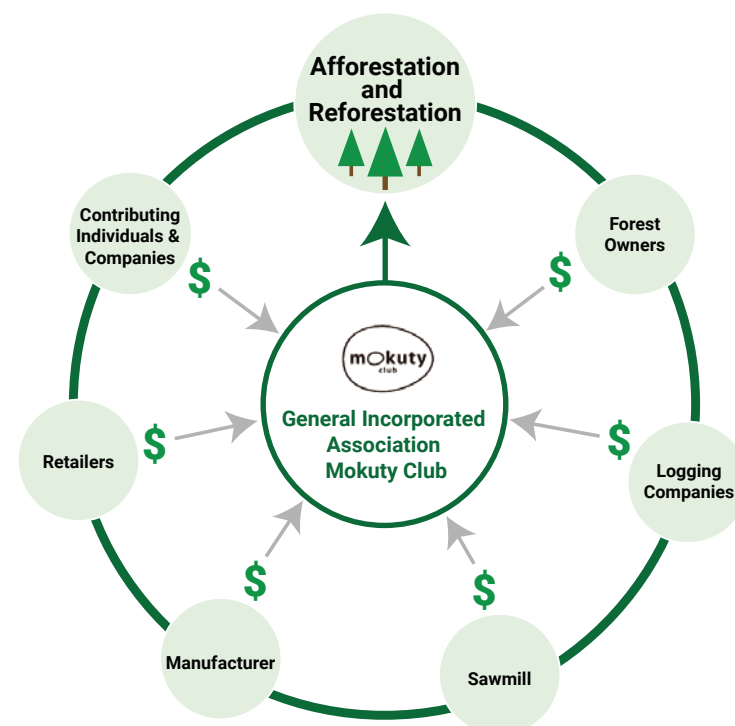 Afforestation
and
Reforestation
Contributing
Individuals &
Companies
$
Forest
Owners
$
mokuty
club
General Incorporated
Association
Mokuty Club
Retailers
$
$
Logging
Companies
$
Manufacturer
$
Sawmill